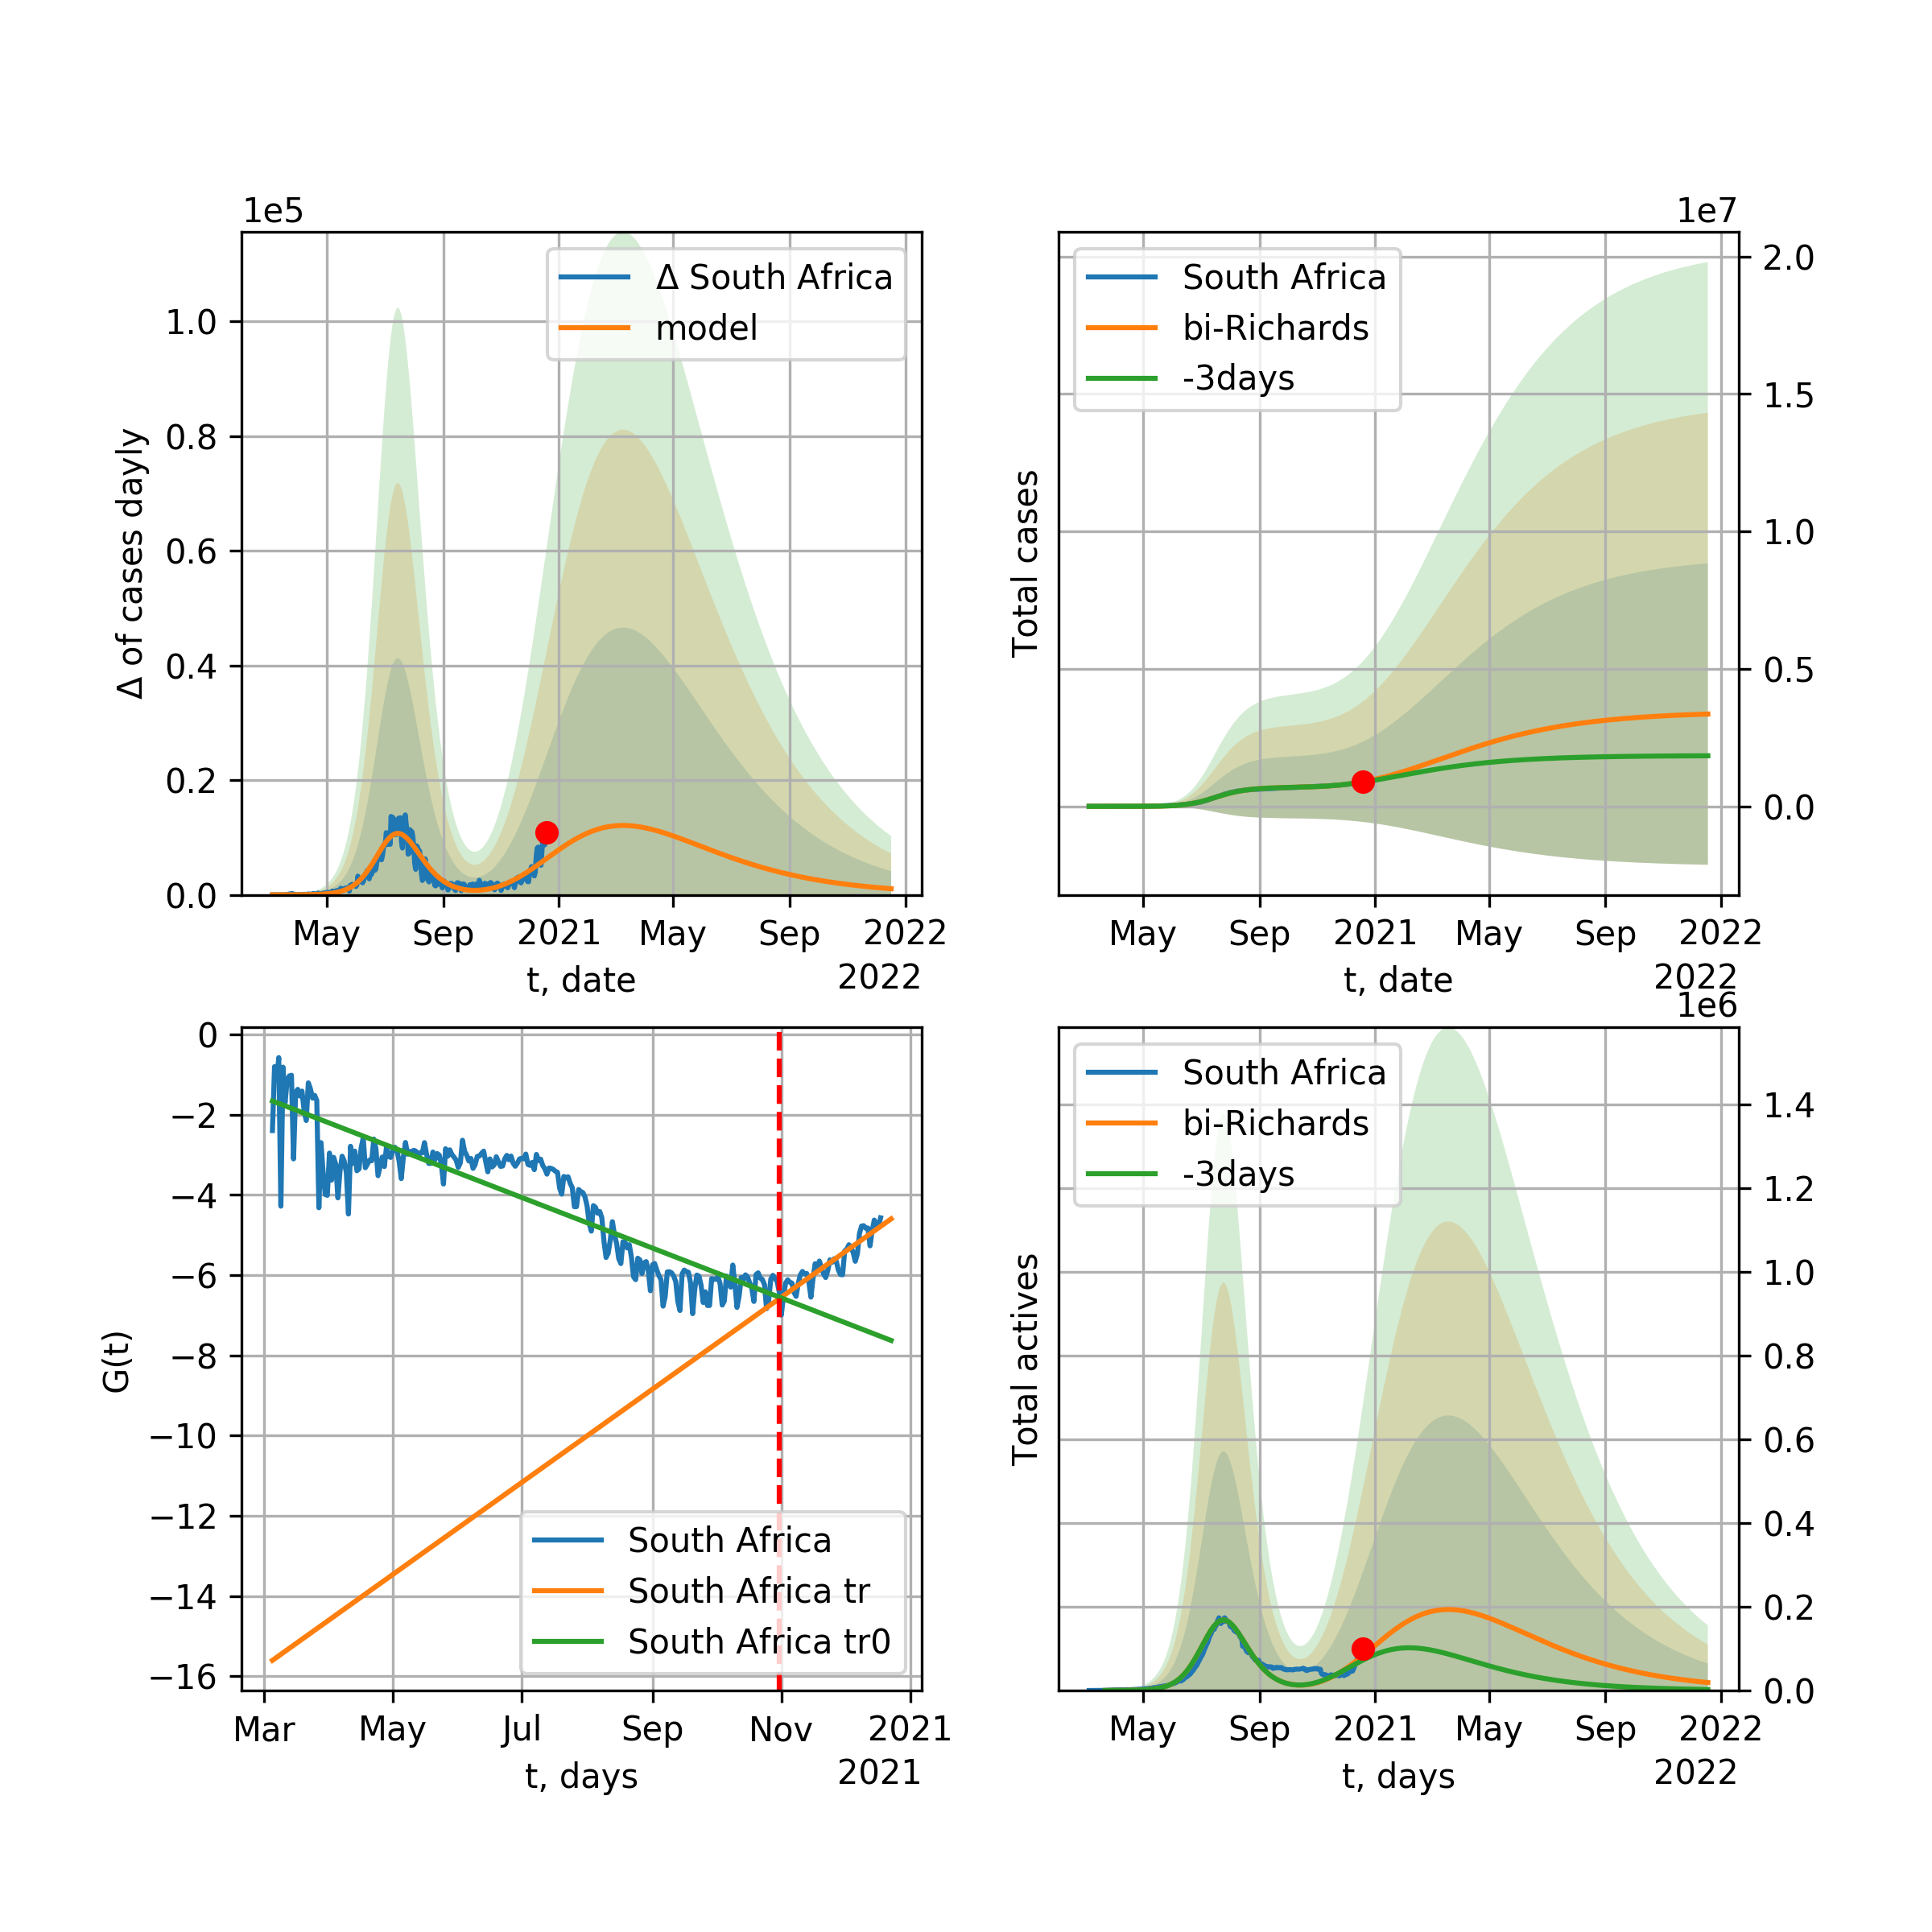 1e5
Δ South Africa
model
1.0
0.8
0.6
0.4
0.2
0.0
Δ of cases dayly
May Sep 2021 May Sep 2022
t, date
2022
1e7
South Africa
bi-Richards
-3days
2.0
1.5
1.0
0.5
0.0
Total cases
May Sep 2021 May Sep 2022
t, date
2022
0
−2
−4
−6
−8
−10
−12
−14
−16
G(t)
South Africa
South Africa tr
South Africa tr0
Mar May Jul Sep Nov 2021
t, days
2021
1e6
South Africa
bi-Richards
-3days
1.4
1.2
1.0
0.8
0.6
0.4
0.2
0.0
Total actives
May Sep 2021 May Sep 2022
t, days
2022